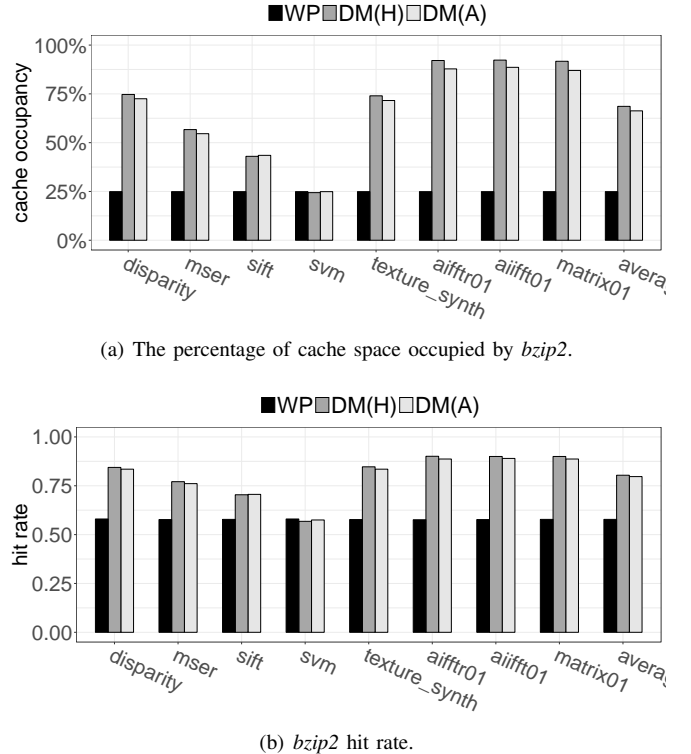 WP DM(H) DM(A)
100%
75%
50%
25%
0%
cache occupancy
disparity
mser
sift
svm
texture_synth
aifftr01
aiifft01
matrix01
averag
(a) The percentage of cache space occupied by bzip2.
WP DM(H) DM(A)
1.00
0.75
0.50
0.25
0.00
hit rate
disparity
mser
sift
svm
texture_synth
aifftr01
aiifft01
matrix01
averag
(b) bzip2 hit rate.